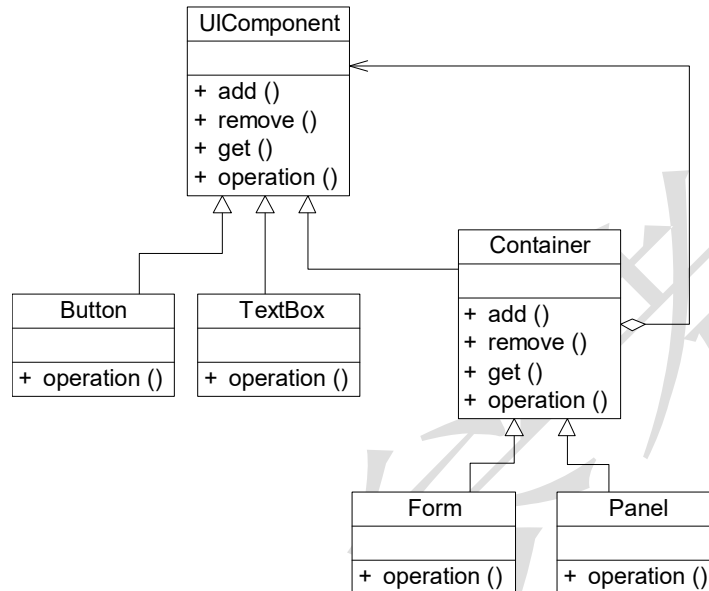 UIComponent
+ add ()
+ remove ()
+ get ()
+ operation ()
Container
+ add ()
+ remove ()
+ get ()
+ operation ()
Button
+ operation ()
TextBox
+ operation ()
Form
+ operation ()
Panel
+ operation ()